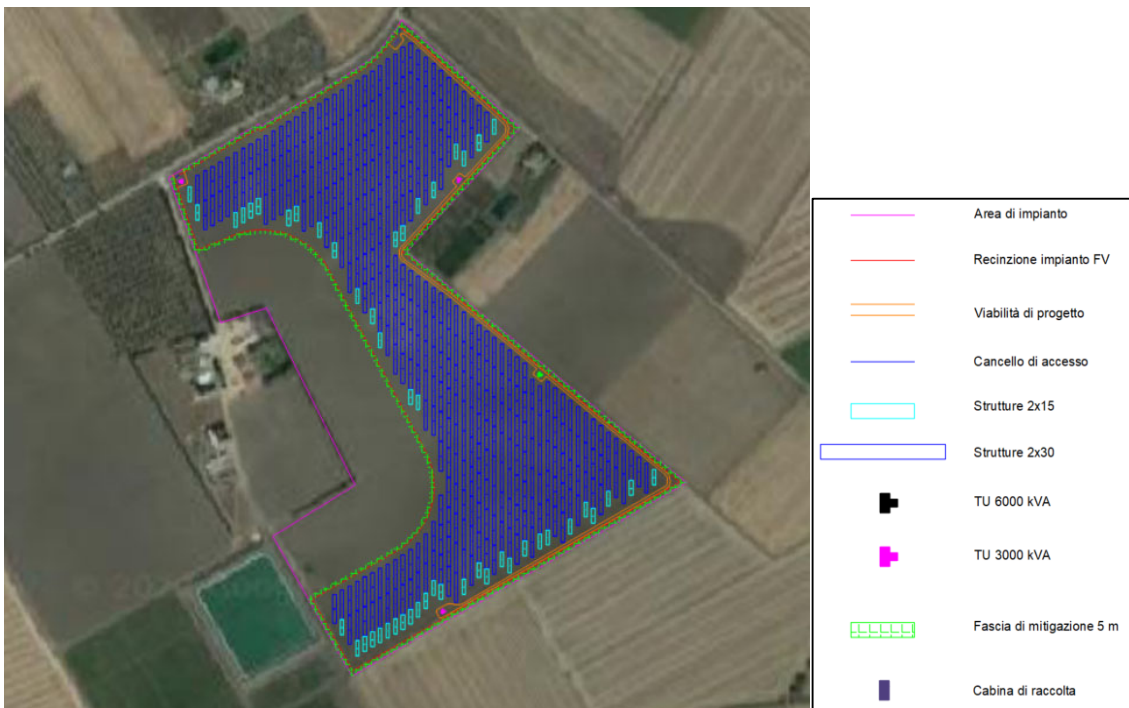 Area di impianto
Recinzione impianto FV
Viabilità di progetto
Cancello di accesso
Strutture 2x15
Strutture 2x30
TU 6000 kVA
TU 3000 kVA
Fascia di mitigazione 5 m
Cabina di raccolta